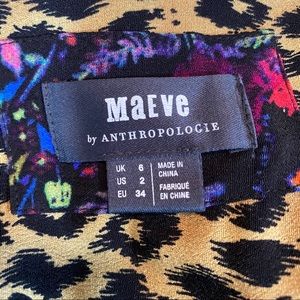 MAEVE
by ANTHROPOLOGIE
UK 6
US 2
EU 34
MADE IN
CHINA
FABRIQUÉ
EN CHINE